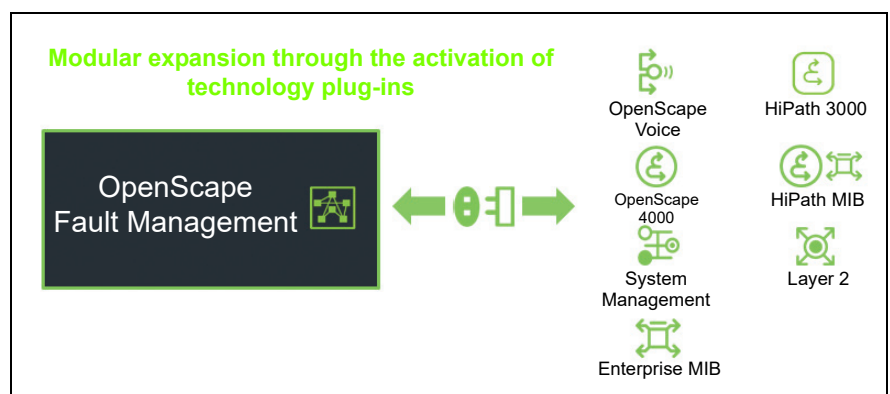 Modular expansion through the activation of
technology plug-ins
OpenScape
Fault Management
OpenScape
Voice
HiPath 3000
OpenScape
4000
HiPath MIB
System
Management
Layer 2
Enterprise MIB